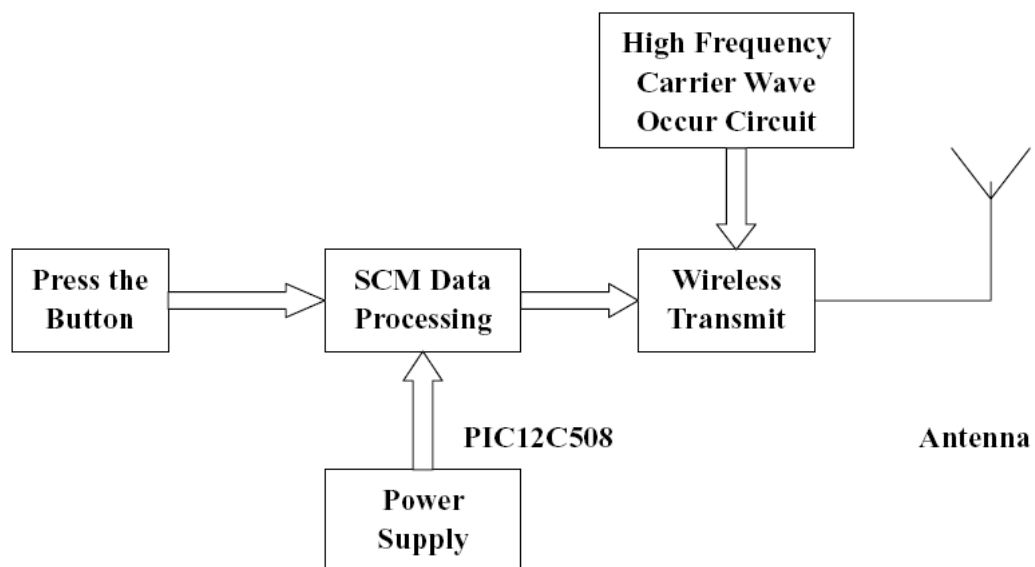 High Frequency
Carrier Wave
Occur Circuit
Press the
Button
SCM Data
Processing
Wireless
Transmit
PIC12C508
Antenna
Power
Supply